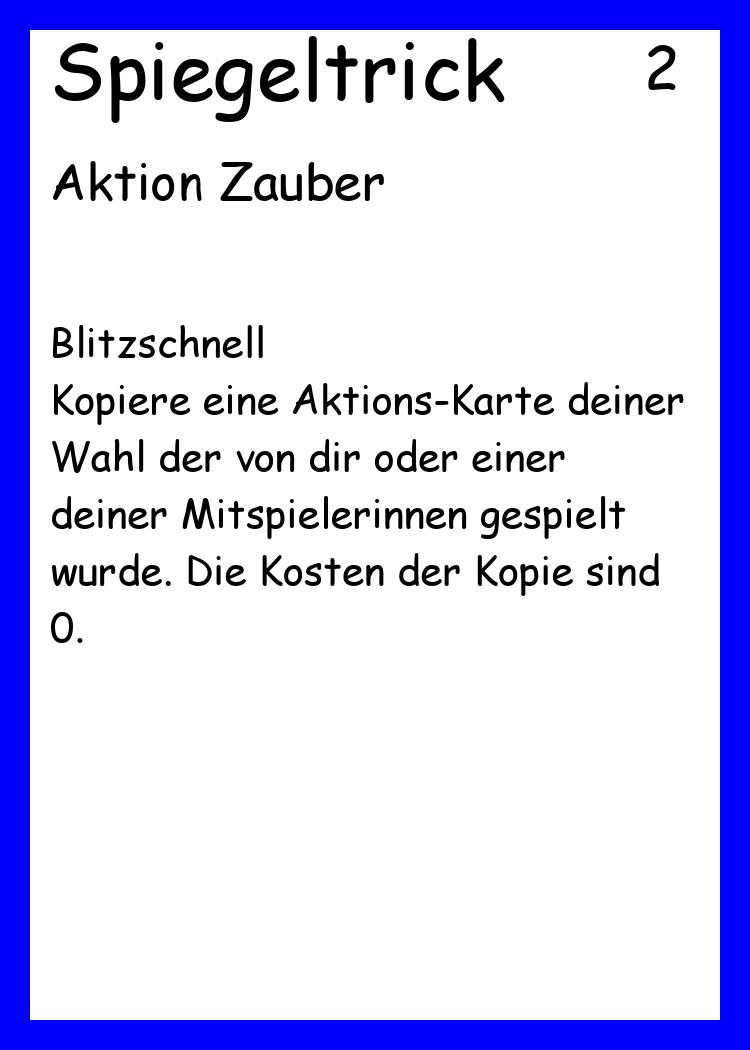 Spiegeltrick 2
Aktion Zauber
Blitzschnell
Kopiere eine Aktions-Karte deiner
Wahl der von dir oder einer
deiner Mitspielerinnen gespielt
wurde. Die Kosten der Kopie sind
0.